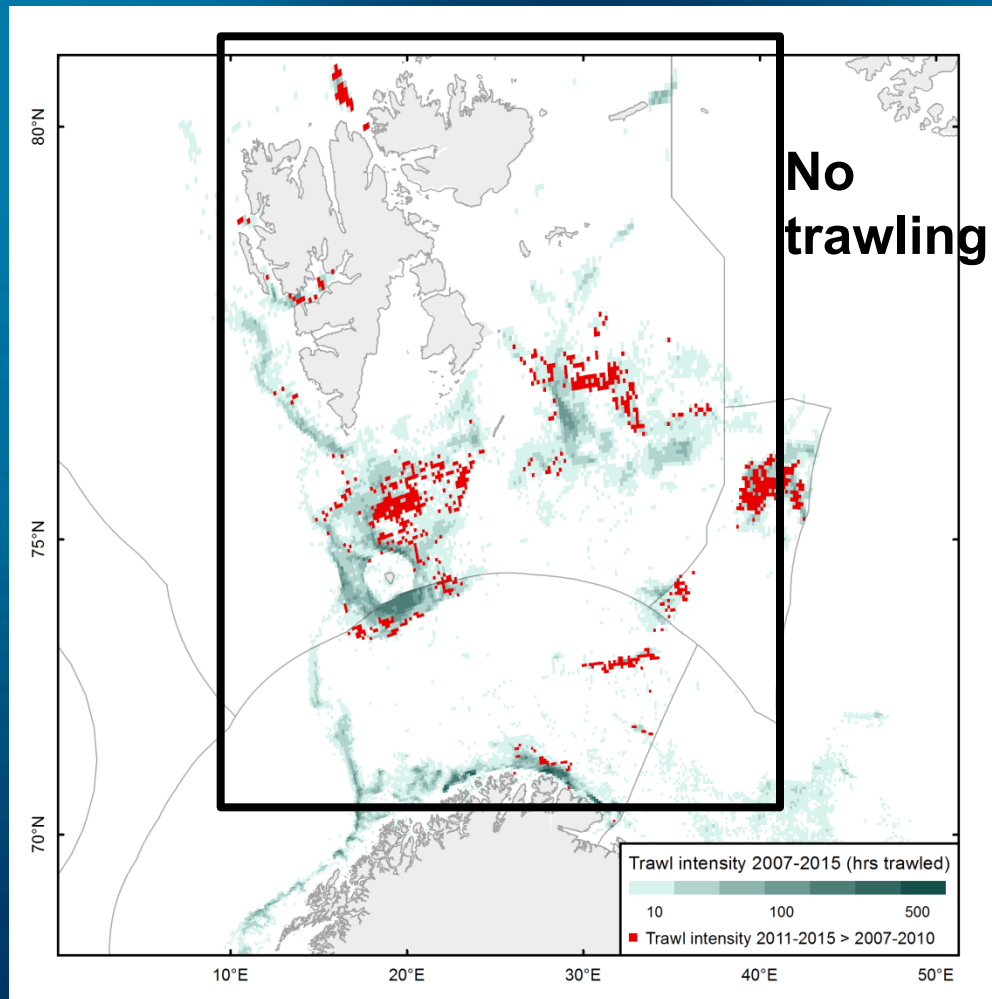 80°N
No
trawling
75°N
70°N
Trawl intensity 2007-2015 (hrs trawled)
10 100 500
Trawl intensity 2011-2015 > 2007-2010
10°E 20°E 30°E 40°E 50°E